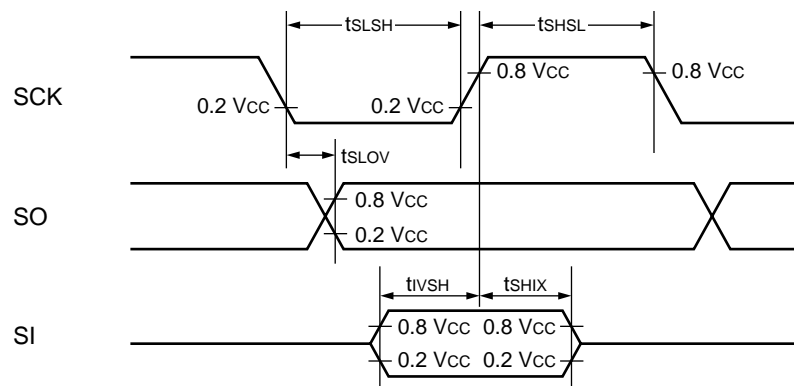 tSLSH tSHSL
SCK 0.2 VCC 0.2 VCC 0.8 VCC 0.8 VCC
tSLOV
SO 0.8 VCC
0.2 VCC
tIVSH tSHIX
SI 0.8 VCC 0.8 VCC
0.2 VCC 0.2 VCC